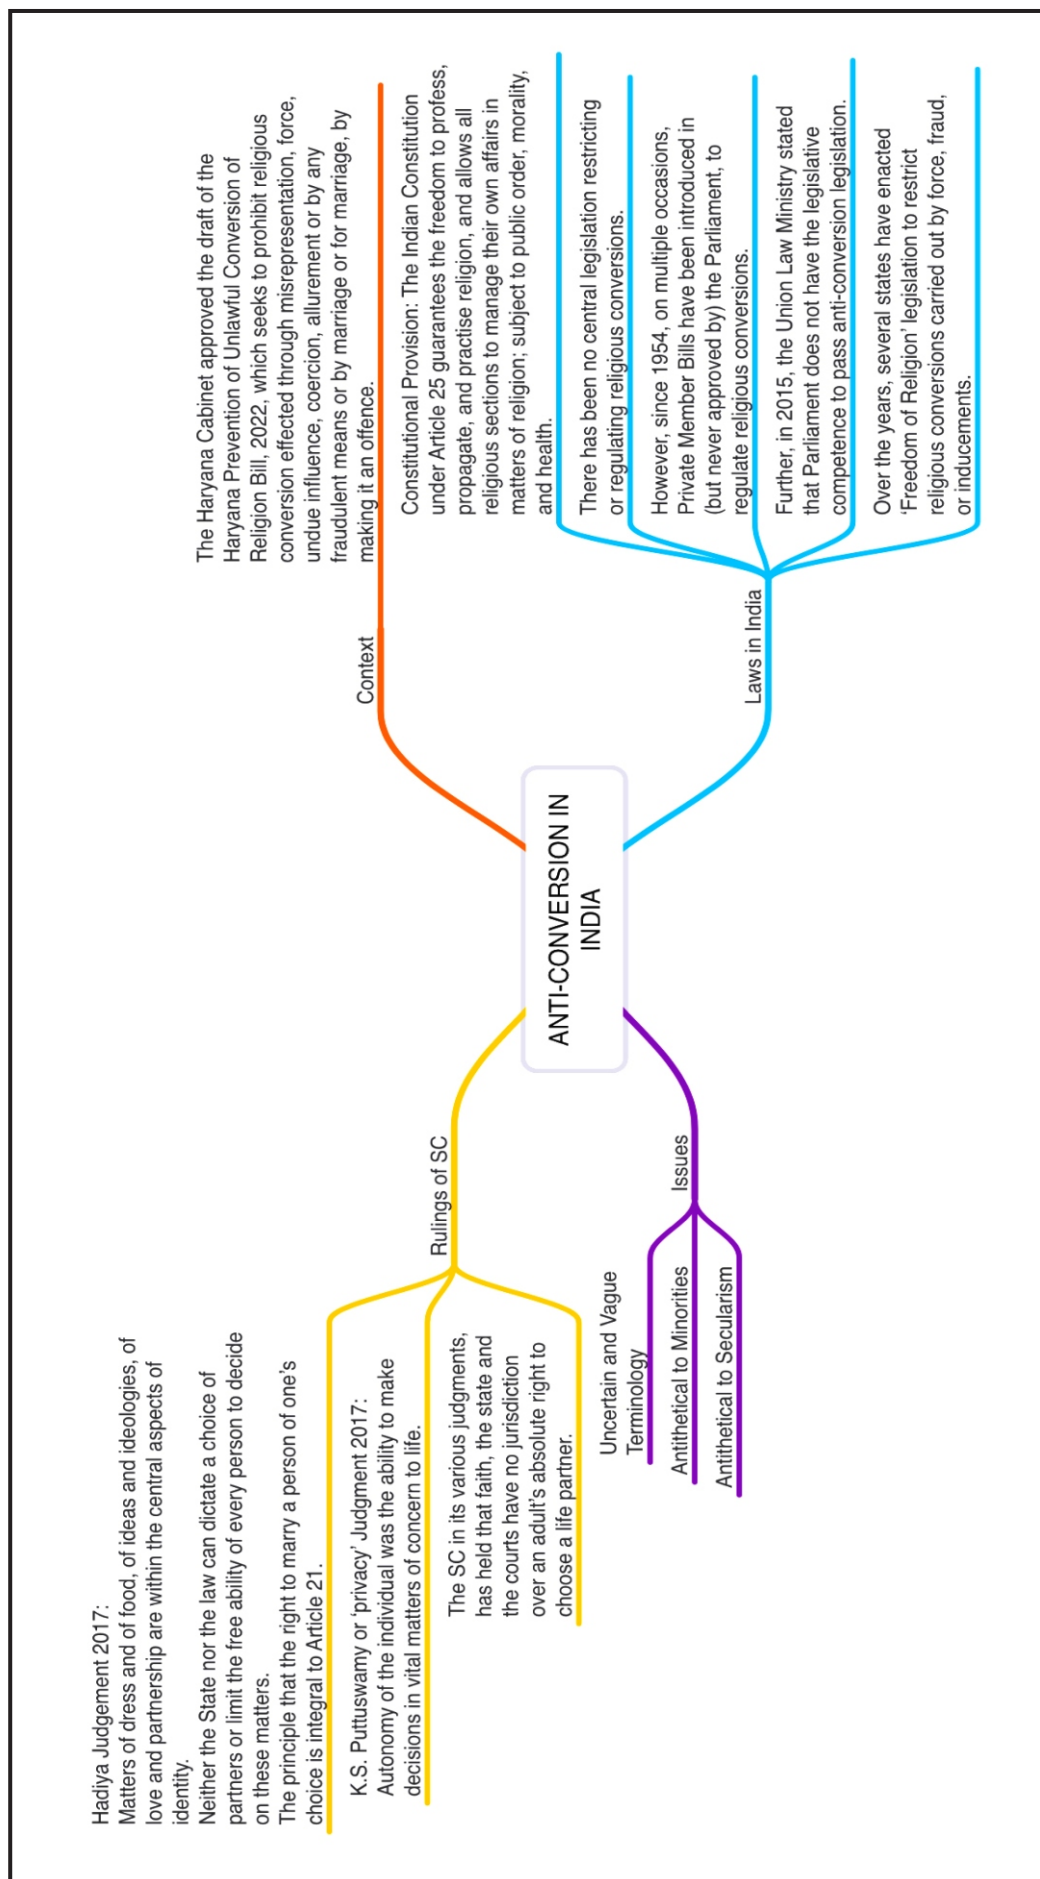 ANTI-CONVERSION IN
INDIA
Context
The Haryana Cabinet approved the draft of the
Haryana Prevention of Unlawful Conversion of
Religion Bill, 2022, which seeks to prohibit religious
conversion effected through misrepresentation, force,
undue influence, coercion, allurement or by any
fraudulent means or by marriage or for marriage, by
making it an offence.
Laws in India
Constitutional Provision: The Indian Constitution
under Article 25 guarantees the freedom to profess,
propagate, and practise religion, and allows all
religious sections to manage their own affairs in
matters of religion; subject to public order, morality,
and health.
There has been no central legislation restricting
or regulating religious conversions.
However, since 1954, on multiple occasions,
Private Member Bills have been introduced in
(but never approved by) the Parliament, to
regulate religious conversions.
Further, in 2015, the Union Law Ministry stated
that Parliament does not have the legislative
competence to pass anti-conversion legislation.
Over the years, several states have enacted
‘Freedom of Religion’ legislation to restrict
religious conversions carried out by force, fraud,
or inducements.
Rulings of SC
Hadiya Judgement 2017:
Matters of dress and of food, of ideas and ideologies, of
love and partnership are within the central aspects of
identity.
Neither the State nor the law can dictate a choice of
partners or limit the free ability of every person to decide
on these matters.
The principle that the right to marry a person of one’s
choice is integral to Article 21.
K.S. Puttuswamy or ‘privacy’ Judgment 2017:
Autonomy of the individual was the ability to make
decisions in vital matters of concern to life.
The SC in its various judgments,
has held that faith, the state and
the courts have no jurisdiction
over an adult’s absolute right to
choose a life partner.
Issues
Uncertain and Vague
Terminology
Antithetical to Minorities
Antithetical to Secularism